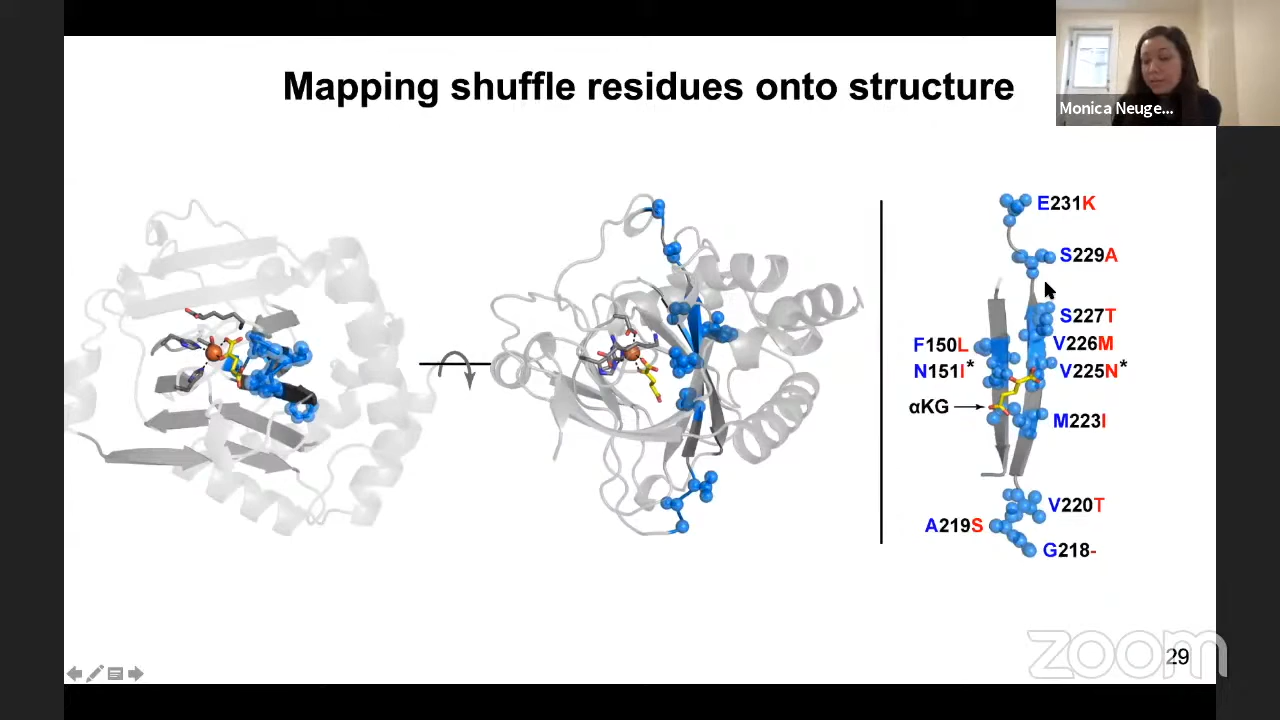 Mapping shuffle residues onto structure
Monica Neuge...
E231K
S229A
S227T
F150L
V226M
N151I*
V225N*
αKG
M223I
V220T
A219S
G218-
zoom
29